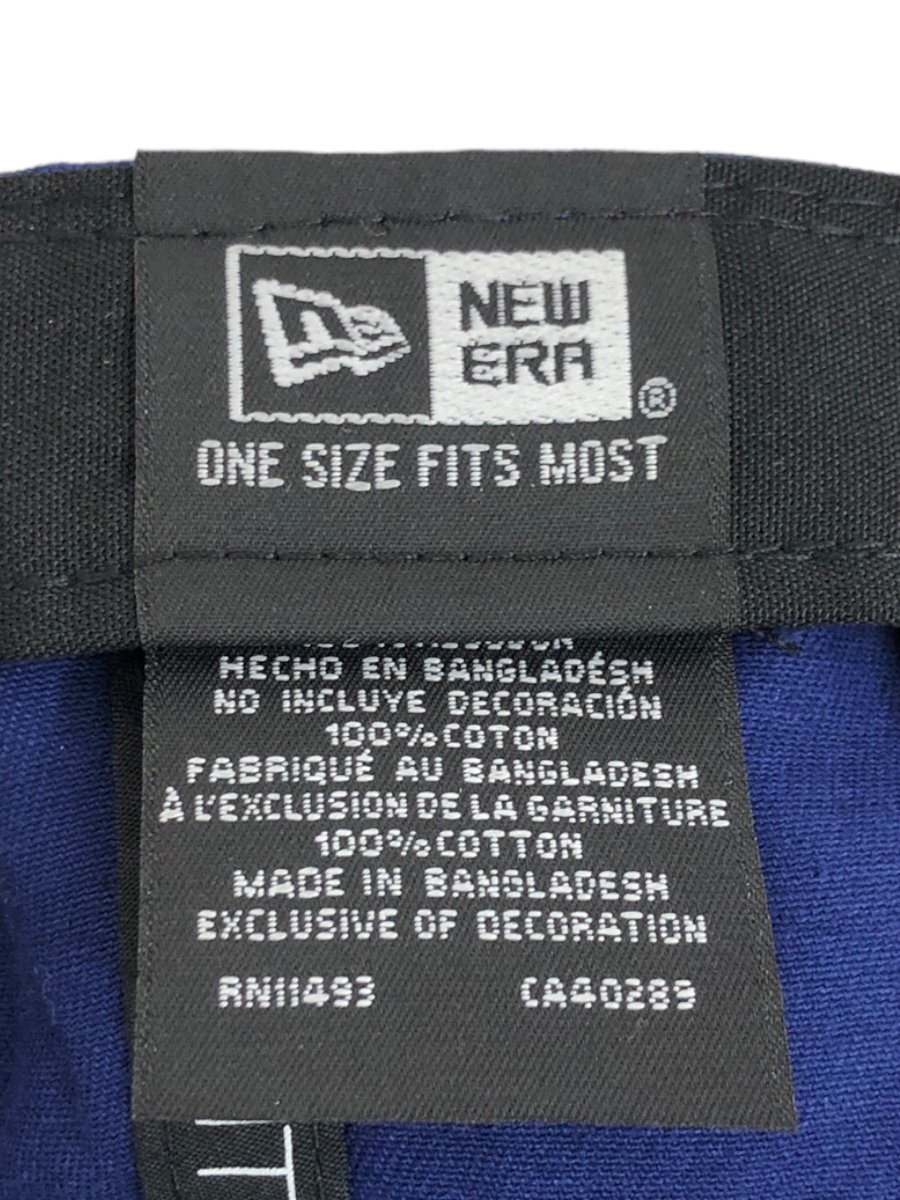 NEW
ERA
®
ONE SIZE FITS MOST
HECHO EN BANGLADÉSH
NO INCLUYE DECORACIÓN
100% COTON
FABRIQUÉ AU BANGLADESH
À L'EXCLUSION DE LA GARNITURE
100% COTTON
MADE IN BANGLADESH
EXCLUSIVE OF DECORATION
RN11493 CA40289